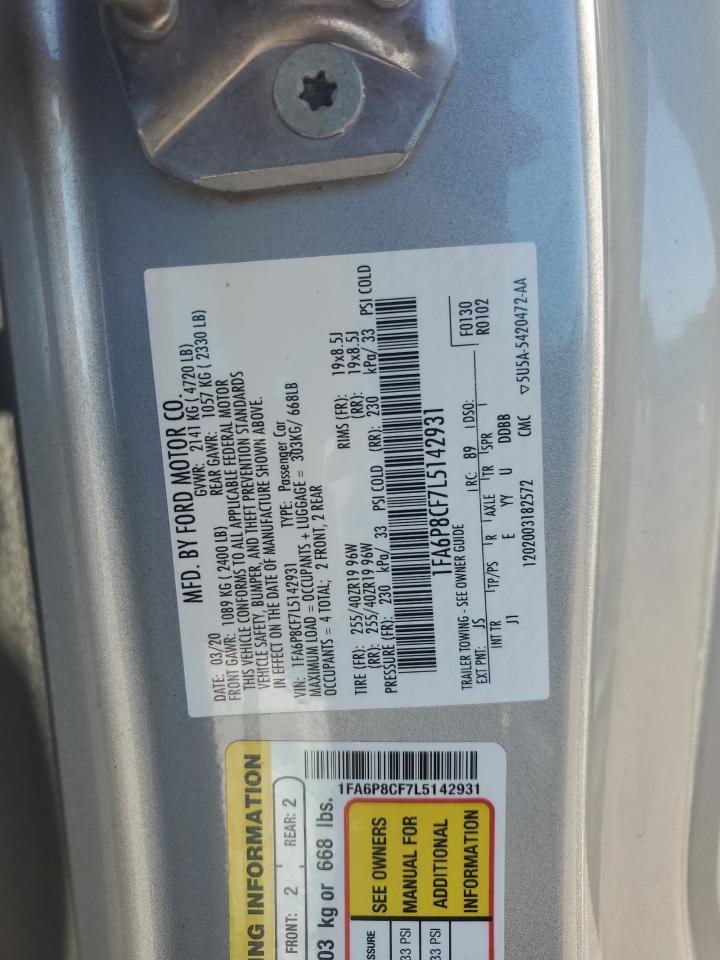 MFD. BY FORD MOTOR CO.
DATE: 03/20 GVWR: 2141 KG ( 4720 LB)
FRONT GAWR: 1089 KG ( 2400 LB) REAR GAWR: 1057 KG ( 2330 LB)
THIS VEHICLE CONFORMS TO ALL APPLICABLE FEDERAL MOTOR
VEHICLE SAFETY, BUMPER, AND THEFT PREVENTION STANDARDS
IN EFFECT ON THE DATE OF MANUFACTURE SHOWN ABOVE.
VIN: 1FA6P8CF7L5142931 TYPE: Passenger Car
MAXIMUM LOAD = OCCUPANTS + LUGGAGE = 303KG/ 668LB
OCCUPANTS = 4 TOTAL; 2 FRONT, 2 REAR
TIRE (FR): 255/40ZR19 96W RIMS (FR): 19x8.5J
(RR): 255/40ZR19 96W (RR): 19x8.5J
PRESSURE (FR): 230 kPa/ 33 PSI COLD (RR): 230 kPa/ 33 PSI COLD
1FA6P8CF7L5142931
TRAILER TOWING - SEE OWNER GUIDE F0130
EXT PNT: JS RC: 89 DSO: R0102
INT TR TP/PS R AXLE TR SPR
JI E YY U DDBB
1202003182572 CMC ▽5U5A-5420472-AA
ING INFORMATION
FRONT: 2 REAR: 2
03 kg or 668 lbs.
1FA6P8CF7L5142931
SSURE
33 PSI
33 PSI
SEE OWNERS
MANUAL FOR
ADDITIONAL
INFORMATION